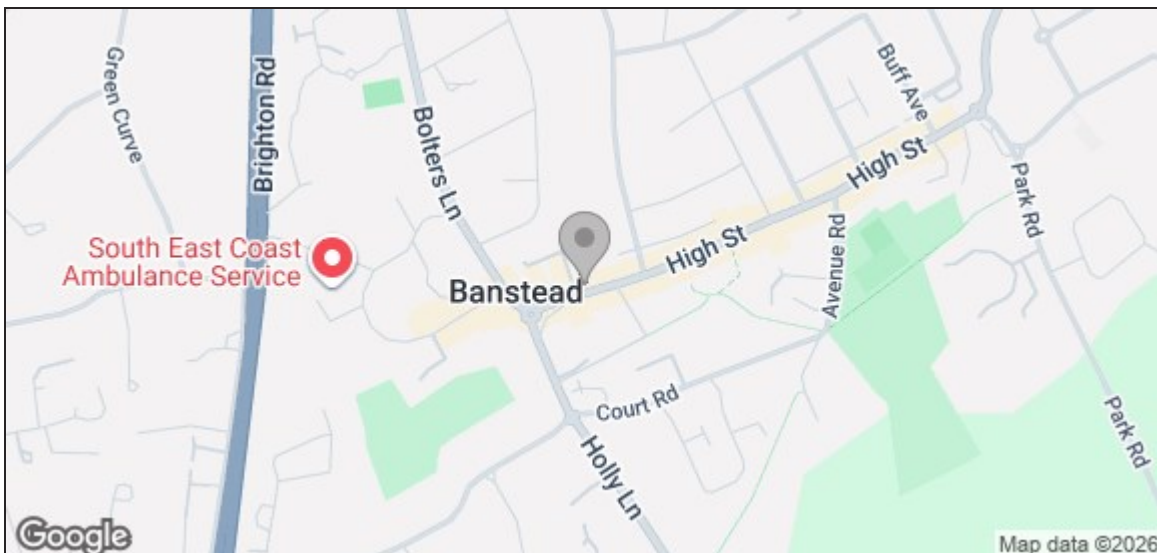 Green Curve
Brighton Rd
Bolters Ln
Buff Ave
High St
Park Rd
South East Coast
Ambulance Service
High St
Avenue Rd
Banstead
Court Rd
Park Rd
Holly Ln
Google
Map data ©2026